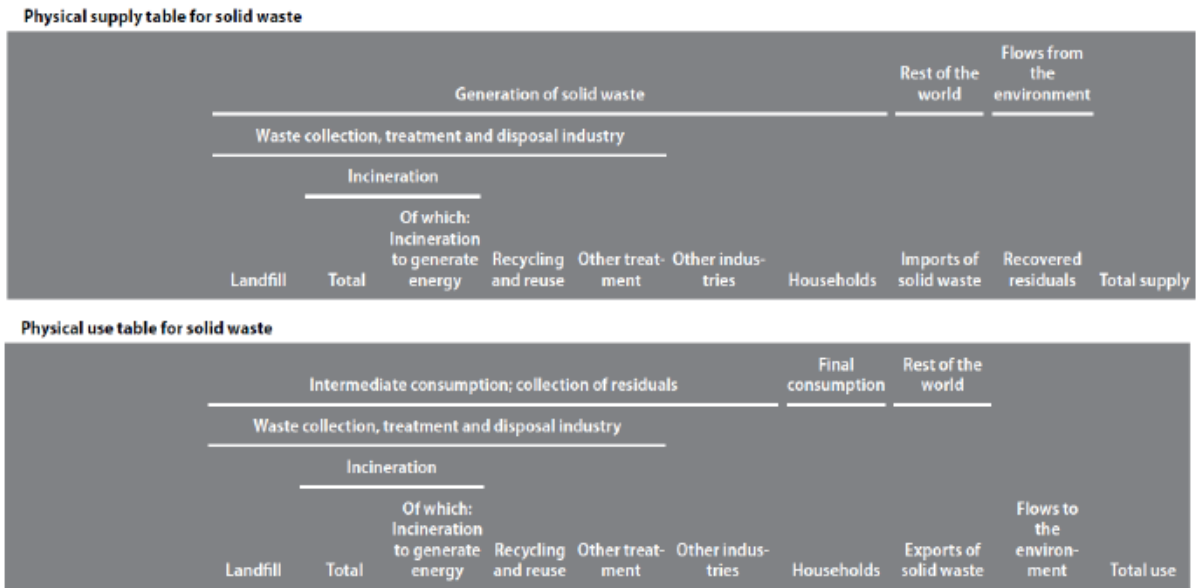 Physical supply table for solid waste
Generation of solid waste
Rest of the
world
Flows from
the
environment
Waste collection, treatment and disposal industry
Incineration
Landfill
Total
Of which:
Incineration
to generate
energy
Recycling
and reuse
Other treat-
ment
Other indus-
tries
Households
Imports of
solid waste
Recovered
residuals
Total supply
Physical use table for solid waste
Intermediate consumption; collection of residuals
Final
consumption
Rest of the
world
Waste collection, treatment and disposal industry
Incineration
Landfill
Total
Of which:
Incineration
to generate
energy
Recycling
and reuse
Other treat-
ment
Other indus-
tries
Households
Exports of
solid waste
Flows to
the
environ-
ment
Total use